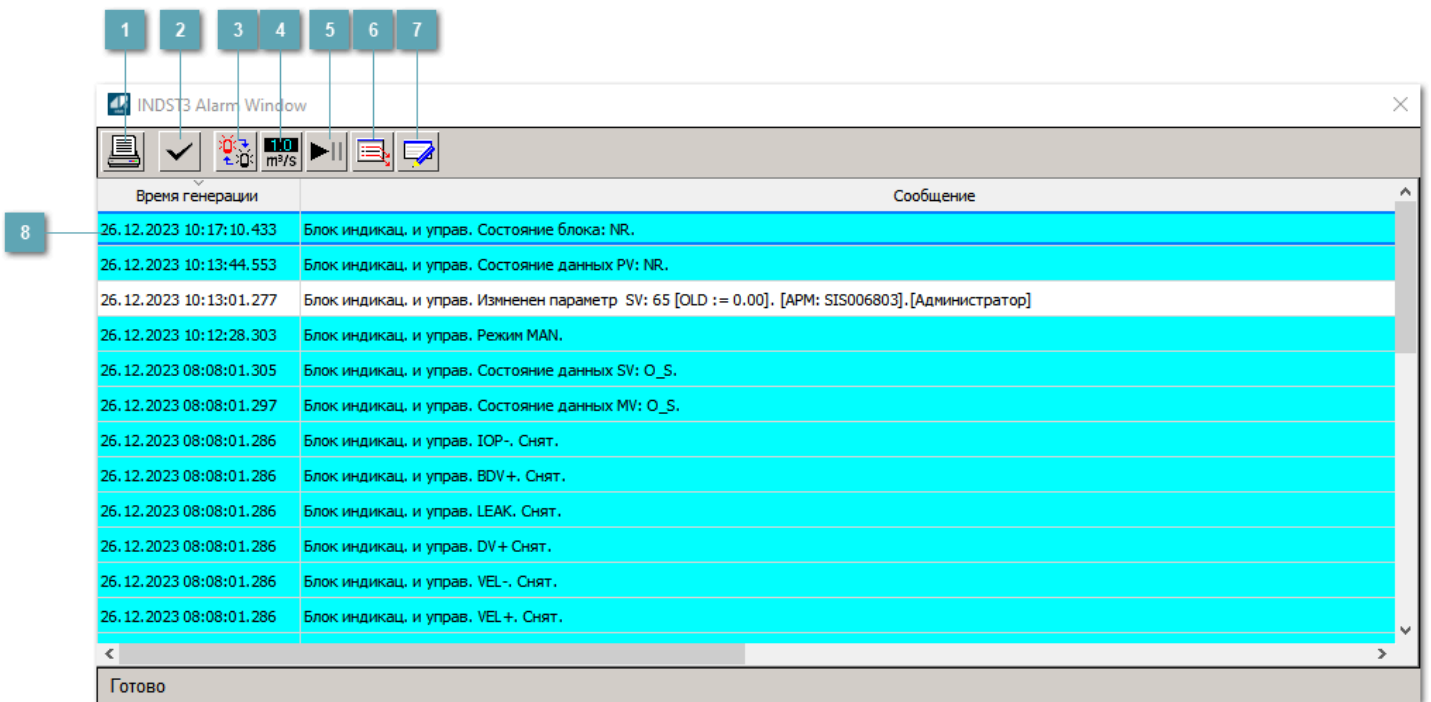 1 2 3 4 5 6 7
INDST3 Alarm Window
1'0
m³/s
Время генерации Сообщение
8
26.12.2023 10:17:10.433 Блок индикац. и управ. Состояние блока: NR.
26.12.2023 10:13:44.553 Блок индикац. и управ. Состояние данных PV: NR.
26.12.2023 10:13:01.277 Блок индикац. и управ. Измненен параметр SV: 65 [OLD := 0.00]. [АРМ: SIS006803].[Администратор]
26.12.2023 10:12:28.303 Блок индикац. и управ. Режим MAN.
26.12.2023 08:08:01.305 Блок индикац. и управ. Состояние данных SV: O_S.
26.12.2023 08:08:01.297 Блок индикац. и управ. Состояние данных MV: O_S.
26.12.2023 08:08:01.286 Блок индикац. и управ. IOP-. Снят.
26.12.2023 08:08:01.286 Блок индикац. и управ. BDV+. Снят.
26.12.2023 08:08:01.286 Блок индикац. и управ. LEAK. Снят.
26.12.2023 08:08:01.286 Блок индикац. и управ. DV+ Снят.
26.12.2023 08:08:01.286 Блок индикац. и управ. VEL-. Снят.
26.12.2023 08:08:01.286 Блок индикац. и управ. VEL+. Снят.
Готово